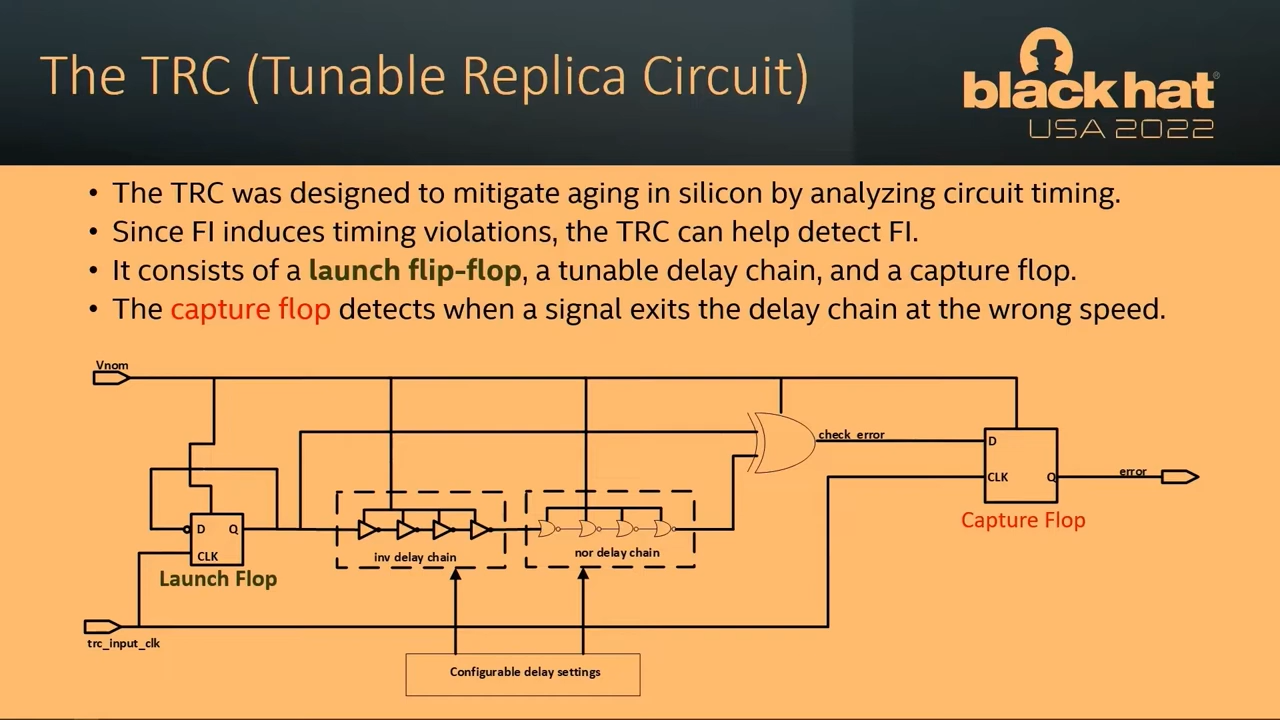 The TRC (Tunable Replica Circuit)
black hat®
USA 2022
• The TRC was designed to mitigate aging in silicon by analyzing circuit timing.
• Since FI induces timing violations, the TRC can help detect FI.
• It consists of a launch flip-flop, a tunable delay chain, and a capture flop.
• The capture flop detects when a signal exits the delay chain at the wrong speed.
Vnom
check_error
D
CLK
Q
error
Capture Flop
D
Q
CLK
Launch Flop
inv delay chain
nor delay chain
trc_input_clk
Configurable delay settings